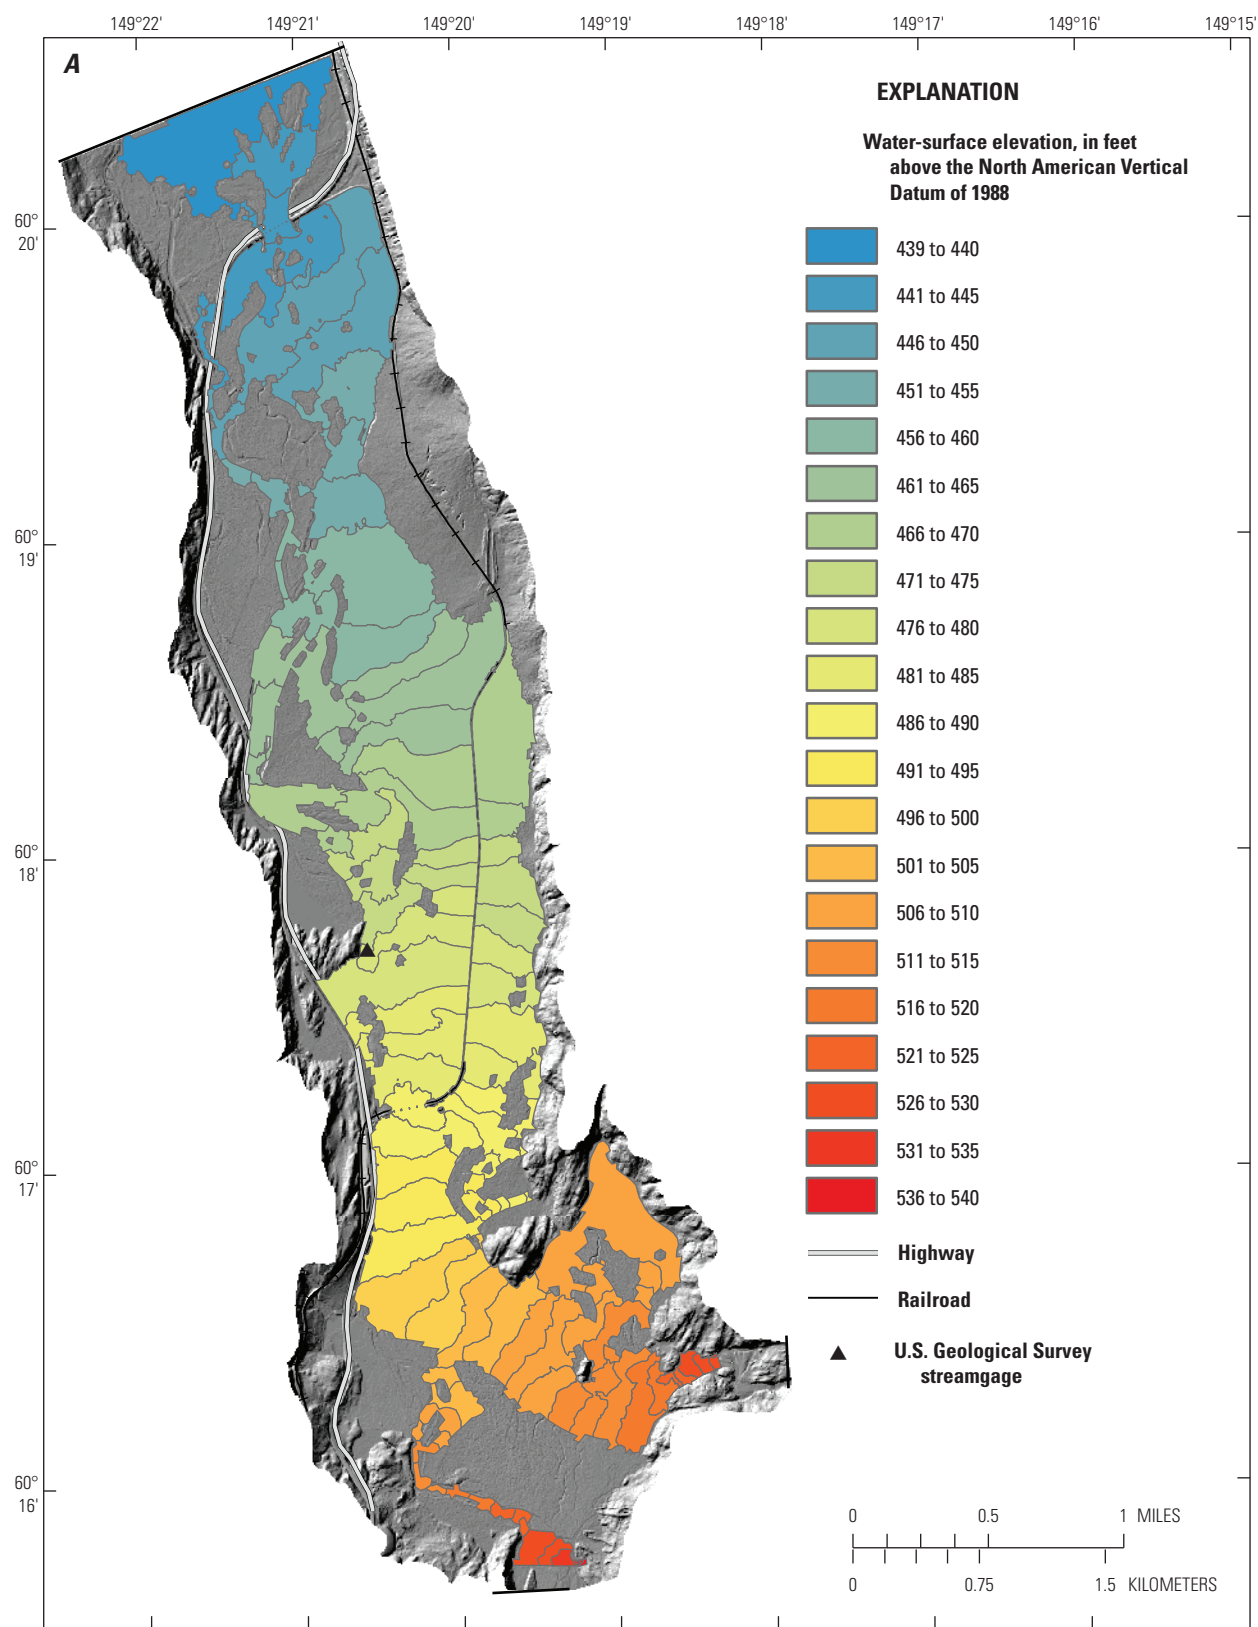 149°22'
149°21'
149°20'
149°19'
149°18'
149°17'
149°16'
149°15'
A
EXPLANATION
Water-surface elevation, in feet
above the North American Vertical
Datum of 1988
439 to 440
441 to 445
446 to 450
451 to 455
456 to 460
461 to 465
466 to 470
471 to 475
476 to 480
481 to 485
486 to 490
491 to 495
496 to 500
501 to 505
506 to 510
511 to 515
516 to 520
521 to 525
526 to 530
531 to 535
536 to 540
Highway
Railroad
U.S. Geological Survey
streamgage
60°
20'
60°
19'
60°
18'
60°
17'
60°
16'
0 0.5 1 MILES
0 0.75 1.5 KILOMETERS